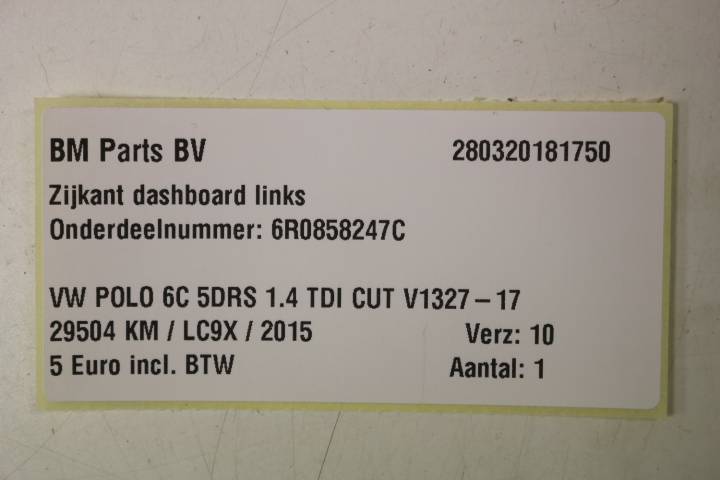 BM Parts BV 280320181750
Zijkant dashboard links
Onderdeelnummer: 6R0858247C
VW POLO 6C 5DRS 1.4 TDI CUT V1327-17
29504 KM / LC9X / 2015 Verz: 10
5 Euro incl. BTW Aantal: 1